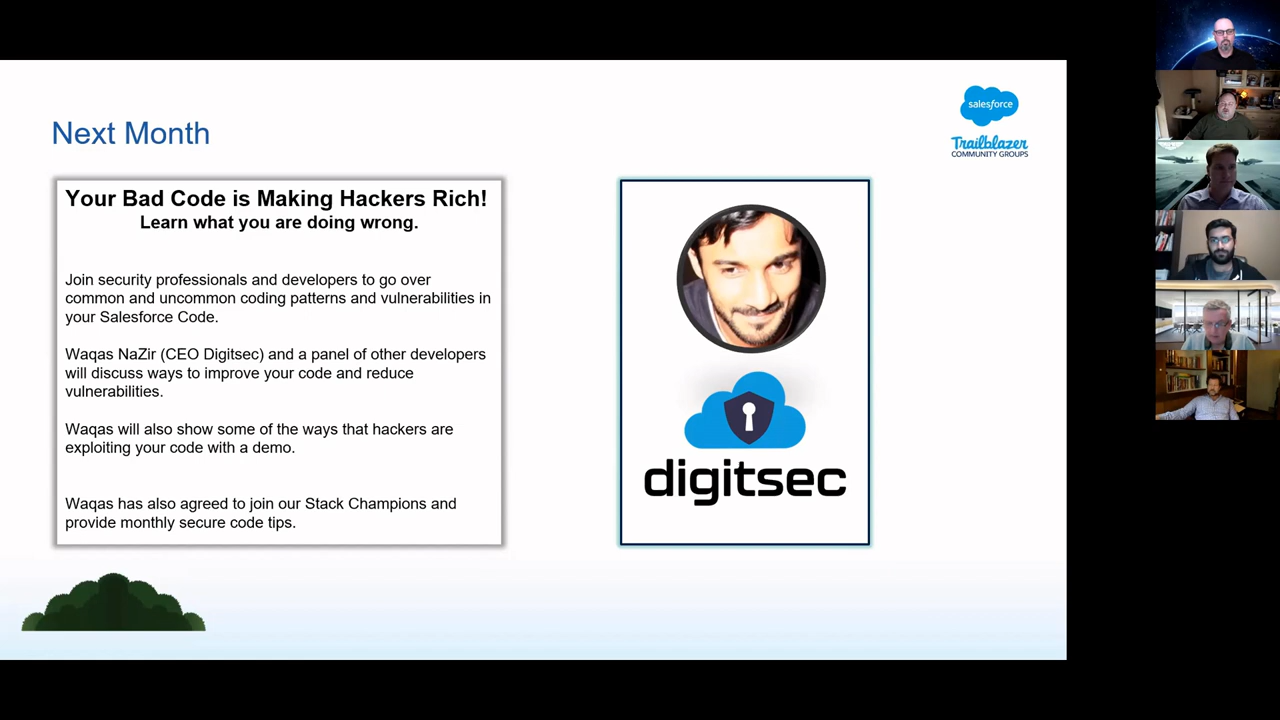 Next Month
salesforce
Trailblazer
COMMUNITY GROUPS
Your Bad Code is Making Hackers Rich!
Learn what you are doing wrong.
Join security professionals and developers to go over
common and uncommon coding patterns and vulnerabilities in
your Salesforce Code.
Waqas NaZir (CEO Digitsec) and a panel of other developers
will discuss ways to improve your code and reduce
vulnerabilities.
Waqas will also show some of the ways that hackers are
exploiting your code with a demo.
Waqas has also agreed to join our Stack Champions and
provide monthly secure code tips.
digitsec